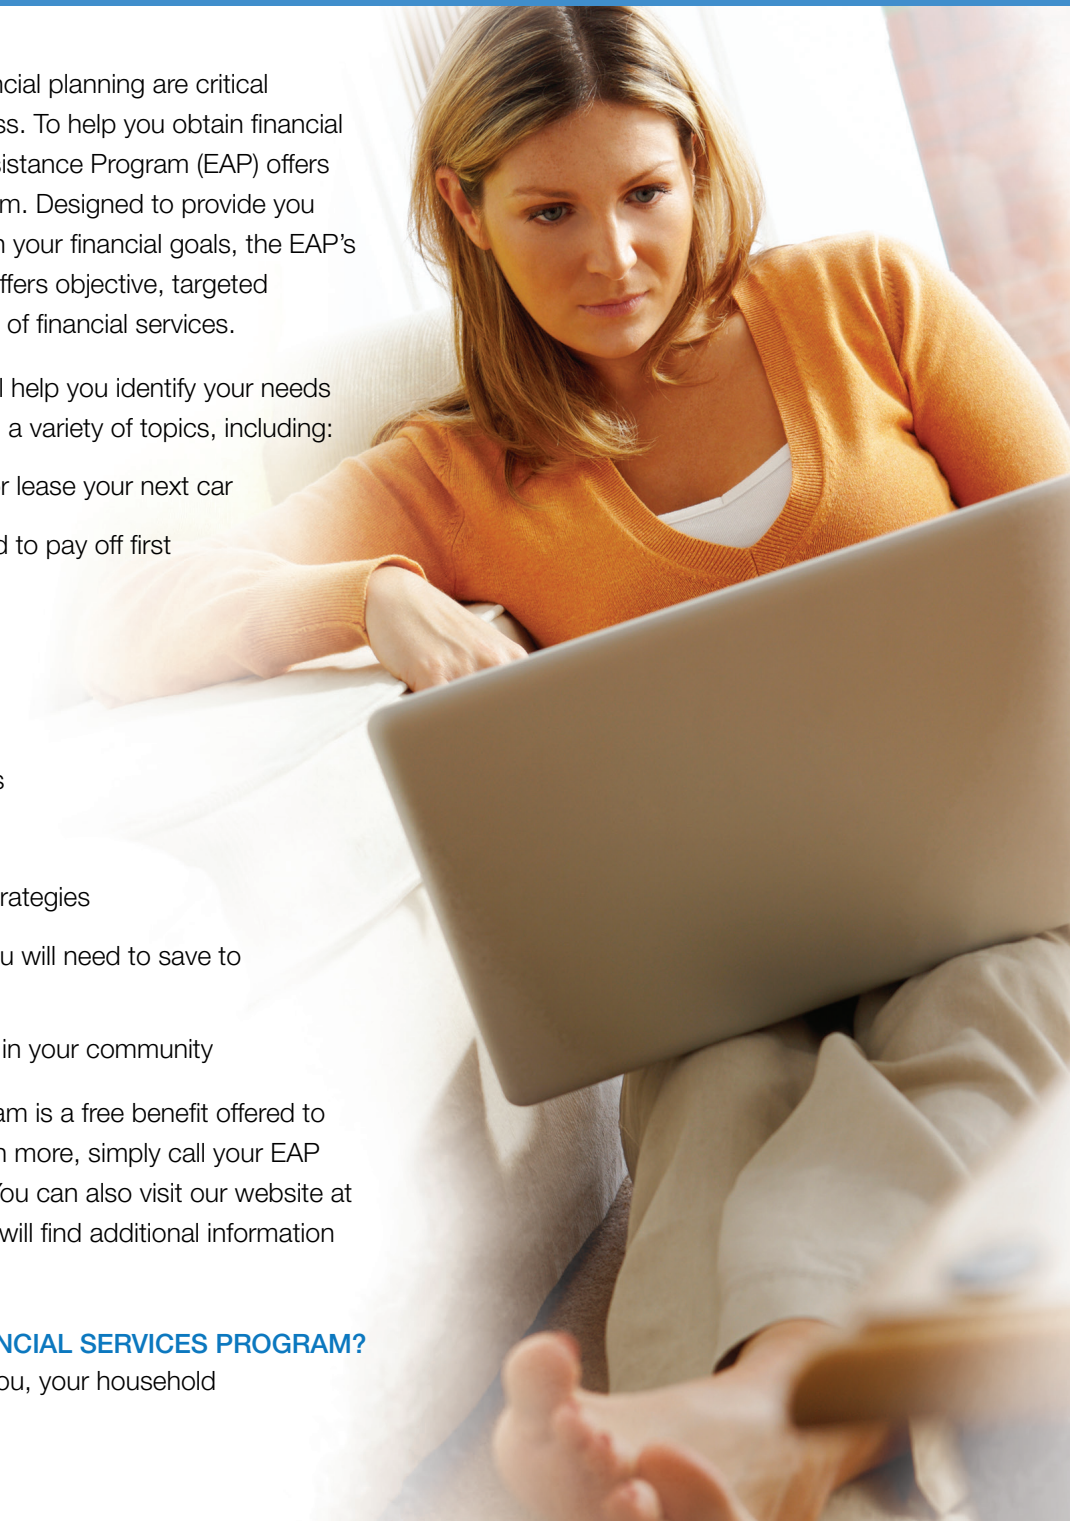 ncial planning are critical
ss. To help you obtain financial
sistance Program (EAP) offers
m. Designed to provide you
n your financial goals, the EAP’s
ffers objective, targeted
of financial services.
l help you identify your needs
a variety of topics, including:
r lease your next car
d to pay off first
s
rategies
u will need to save to
in your community
am is a free benefit offered to
n more, simply call your EAP
You can also visit our website at
will find additional information
NCIAL SERVICES PROGRAM?
ou, your household